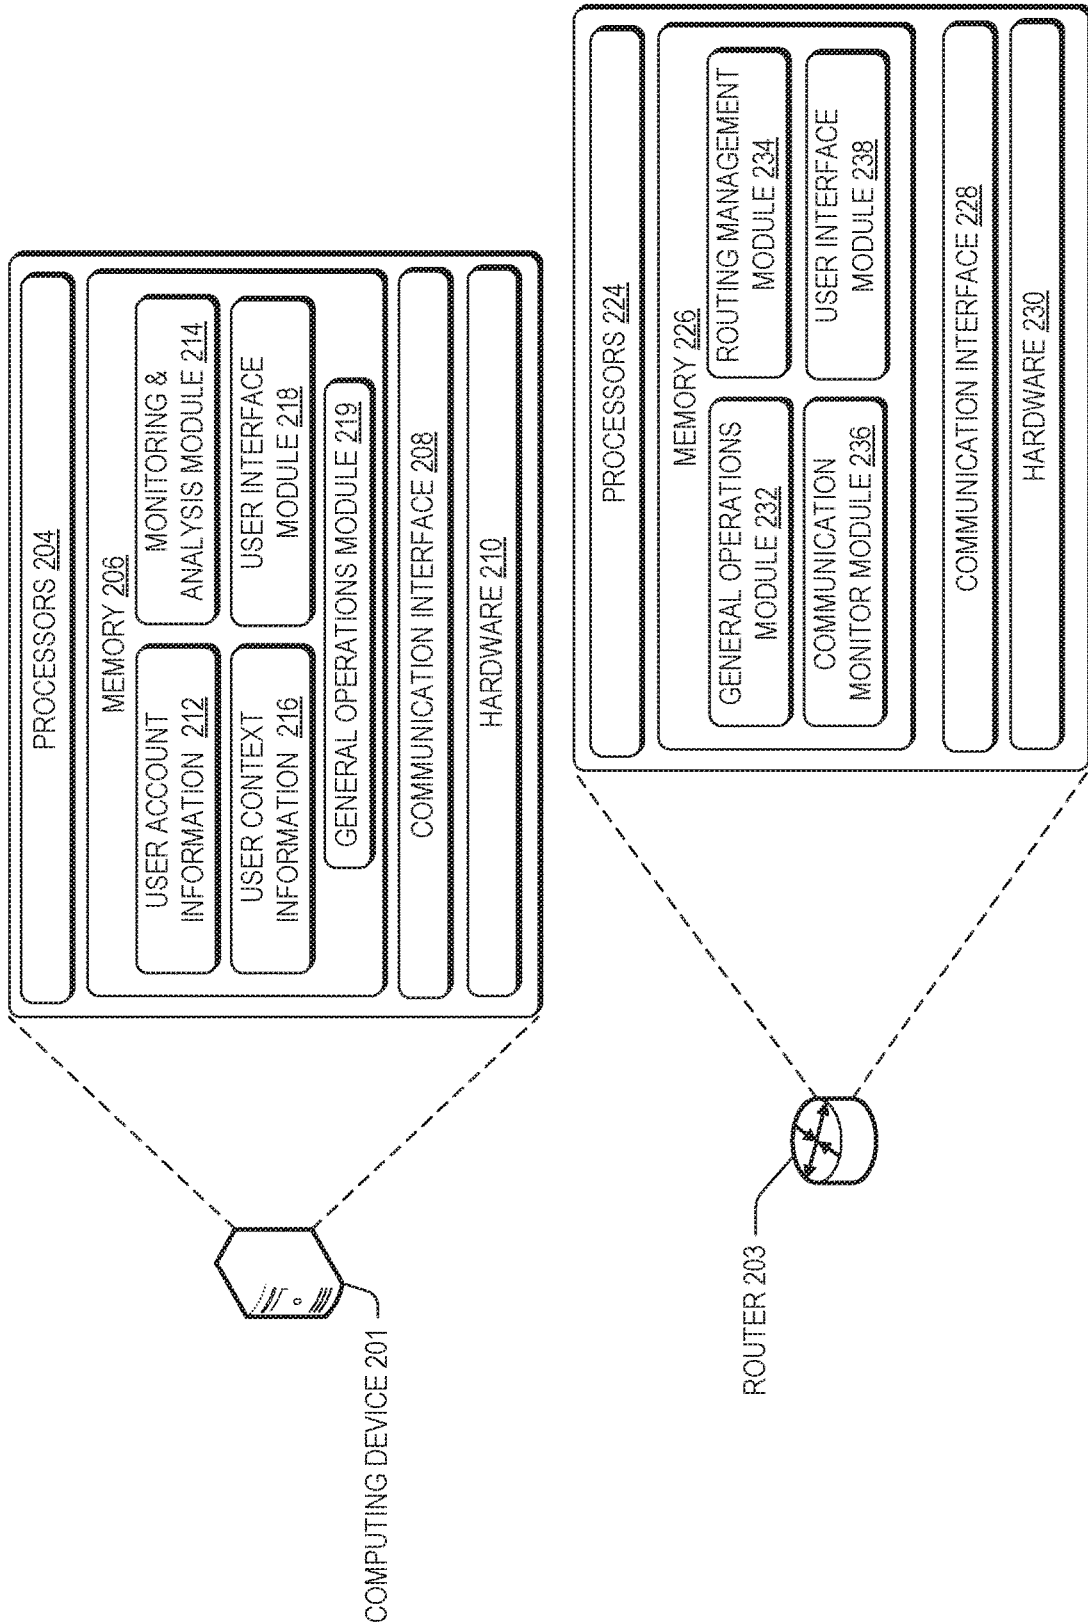 COMPUTING DEVICE 201
PROCESSORS 204
MEMORY 206
USER ACCOUNT
INFORMATION 212
MONITORING &
ANALYSIS MODULE 214
USER CONTEXT
INFORMATION 216
USER INTERFACE
MODULE 218
GENERAL OPERATIONS MODULE 219
COMMUNICATION INTERFACE 208
HARDWARE 210
ROUTER 203
PROCESSORS 224
MEMORY 226
GENERAL OPERATIONS
MODULE 232
ROUTING MANAGEMENT
MODULE 234
COMMUNICATION
MONITOR MODULE 236
USER INTERFACE
MODULE 238
COMMUNICATION INTERFACE 228
HARDWARE 230